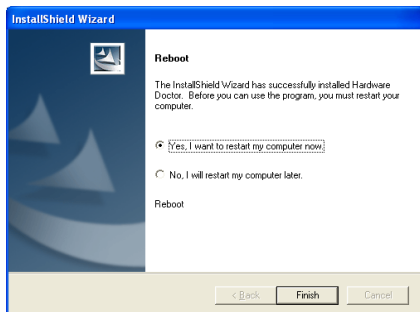 InstallShield Wizard
Reboot
The InstallShield Wizard has successfully installed Hardware
Doctor. Before you can use the program, you must restart your
computer.
Yes, I want to restart my computer now.
No, I will restart my computer later.
Reboot
< Back Finish Cancel